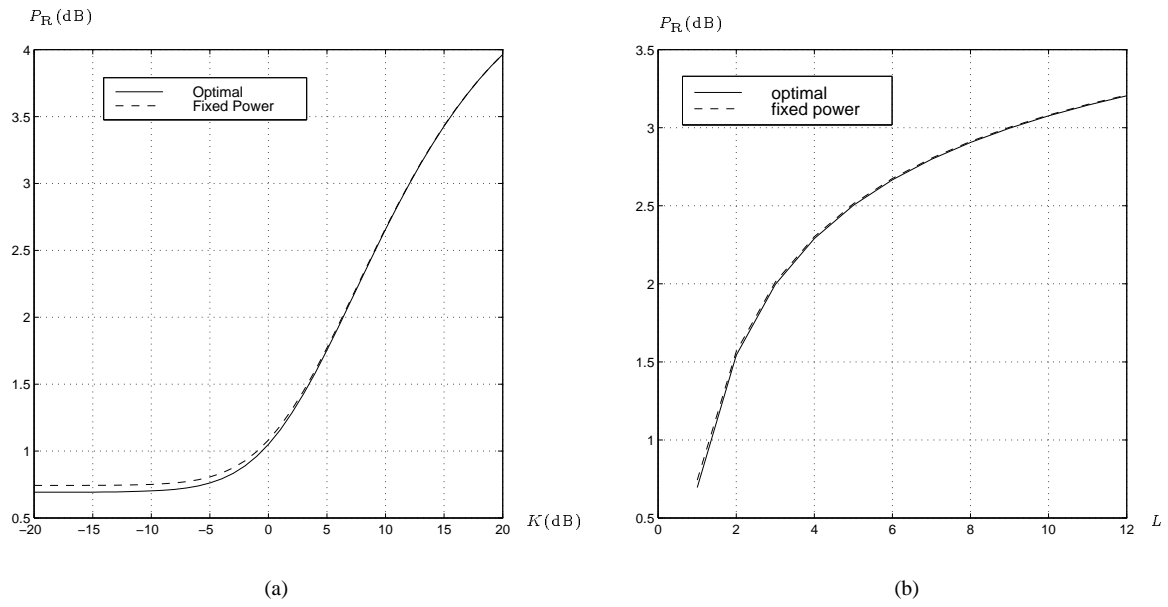 P_R(dB)
4
3.5
3
2.5
2
1.5
1
0.5
−20 −15 −10 −5 0 5 10 15 20
K(dB)
Optimal
Fixed Power
(a)
P_R(dB)
3.5
3
2.5
2
1.5
1
0.5
0 2 4 6 8 10 12
L
optimal
fixed power
(b)